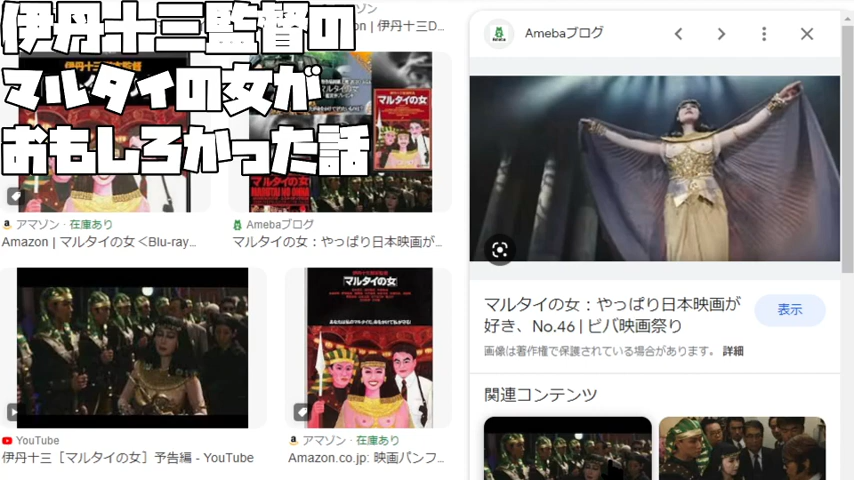 伊丹十三監督の
マルタイの女が
おもしろかった話
アマゾン · 在庫あり
Amazon | マルタイの女＜Blu-ray...
Amebaブログ
マルタイの女：やっぱり日本映画が...
YouTube
伊丹十三［マルタイの女］予告編 - YouTube
伊丹十三監督作品
「マルタイの女」
アマゾン · 在庫あり
Amazon.co.jp: 映画パンフ...
Amebaブログ
マルタイの女：やっぱり日本映画が
好き、No.46 | ビバ映画祭り
表示
画像は著作権で保護されている場合があります。 詳細
関連コンテンツ